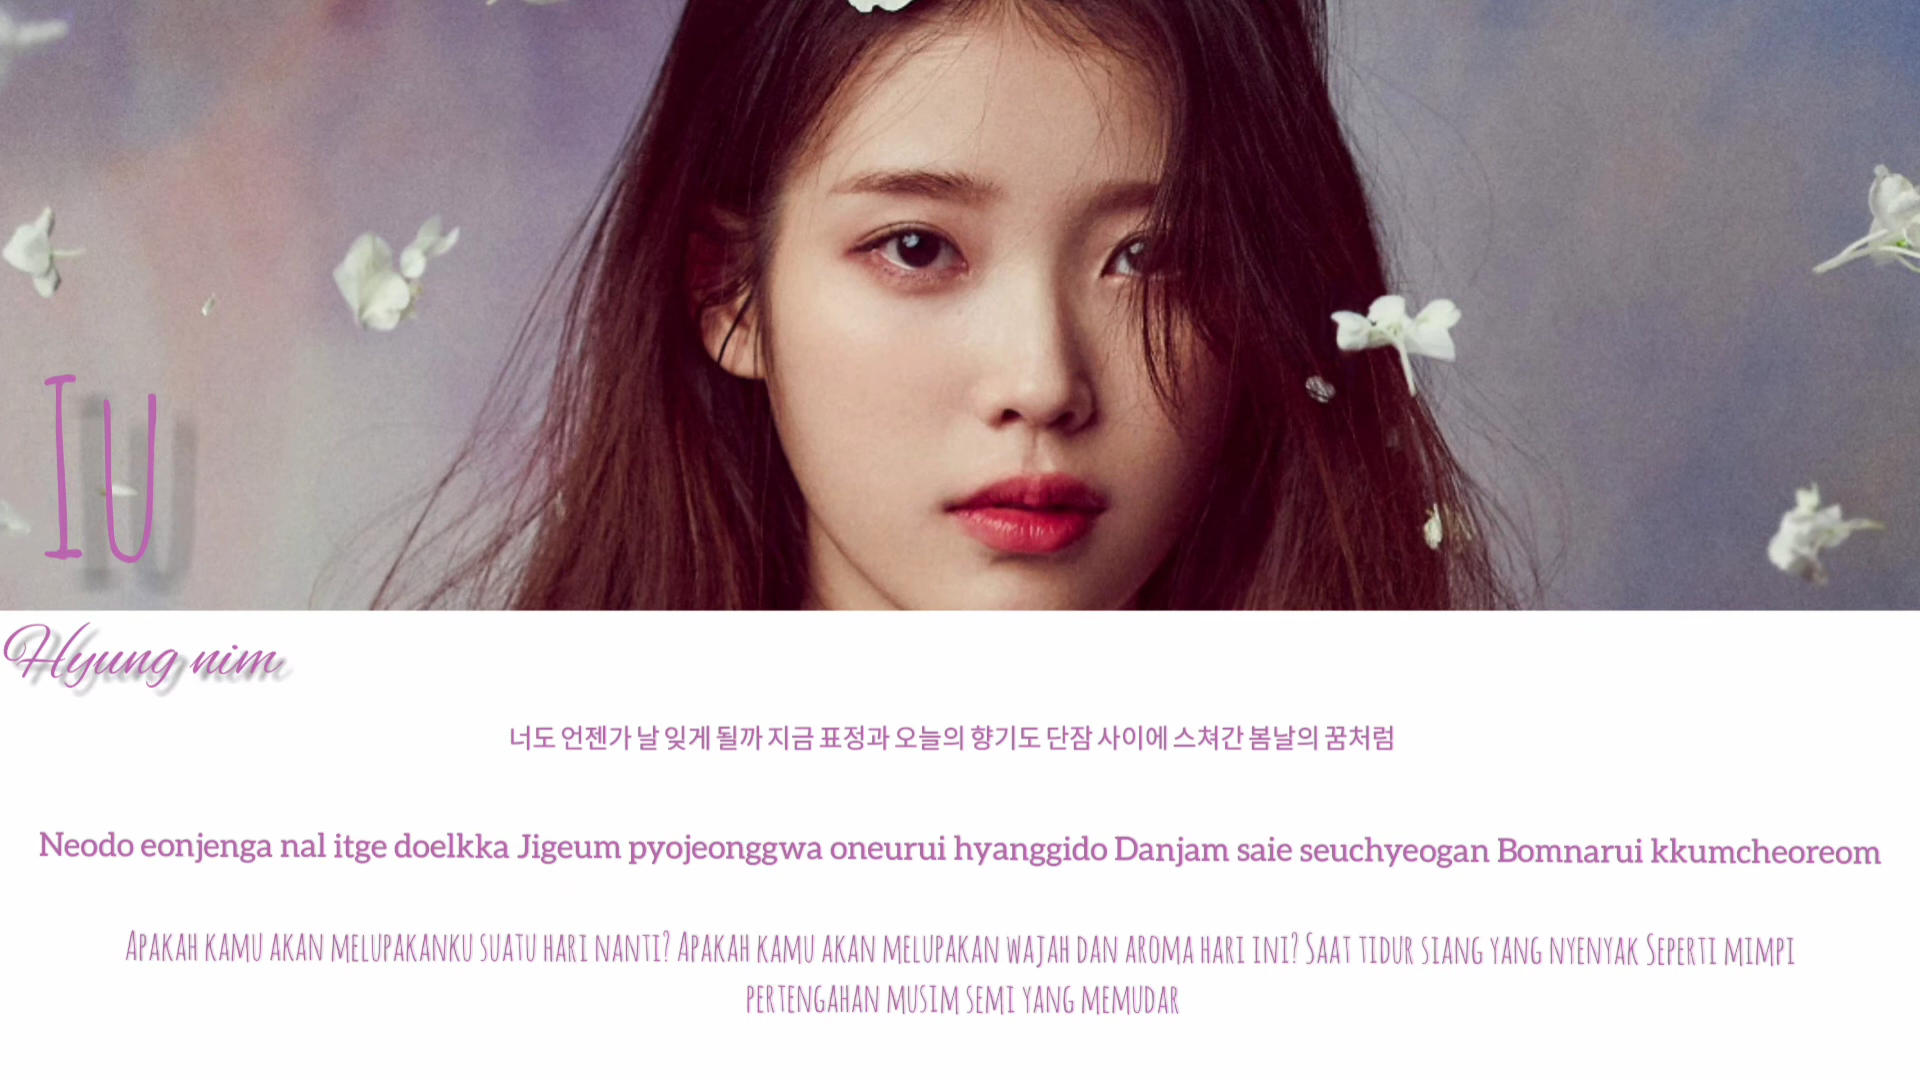 IU
Hyung nim
너도 언젠가 날 잊게 될까 지금 표정과 오늘의 향기도 단잠 사이에 스쳐간 봄날의 꿈처럼
Neodo eonjenga nal itge doelkka Jigeum pyojeonggwa oneurui hyanggido Danjam saie seuchyeogan Bomnarui kkumcheoreom
Apakah kamu akan melupakanku suatu hari nanti? Apakah kamu akan melupakan wajah dan aroma hari ini? Saat tidur siang yang nyenyak Seperti mimpi
pertengahan musim semi yang memudar